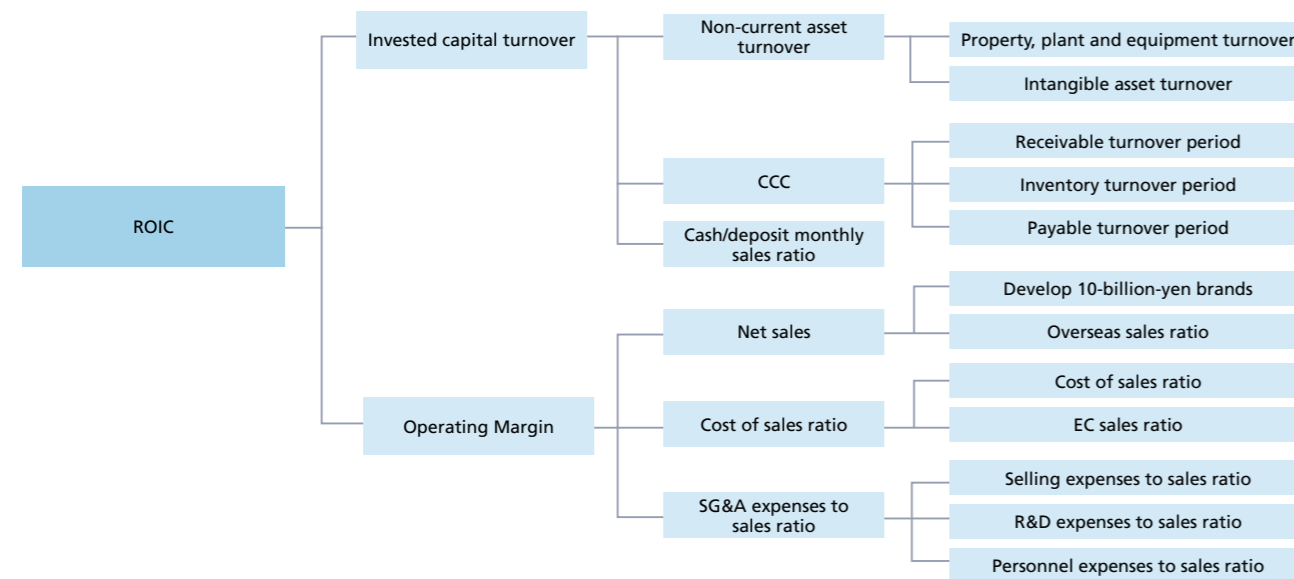 ROIC
Invested capital turnover
Non-current asset
turnover
Property, plant and equipment turnover
Intangible asset turnover
CCC
Receivable turnover period
Inventory turnover period
Payable turnover period
Cash/deposit monthly
sales ratio
Operating Margin
Net sales
Develop 10-billion-yen brands
Overseas sales ratio
Cost of sales ratio
Cost of sales ratio
EC sales ratio
SG&A expenses to
sales ratio
Selling expenses to sales ratio
R&D expenses to sales ratio
Personnel expenses to sales ratio